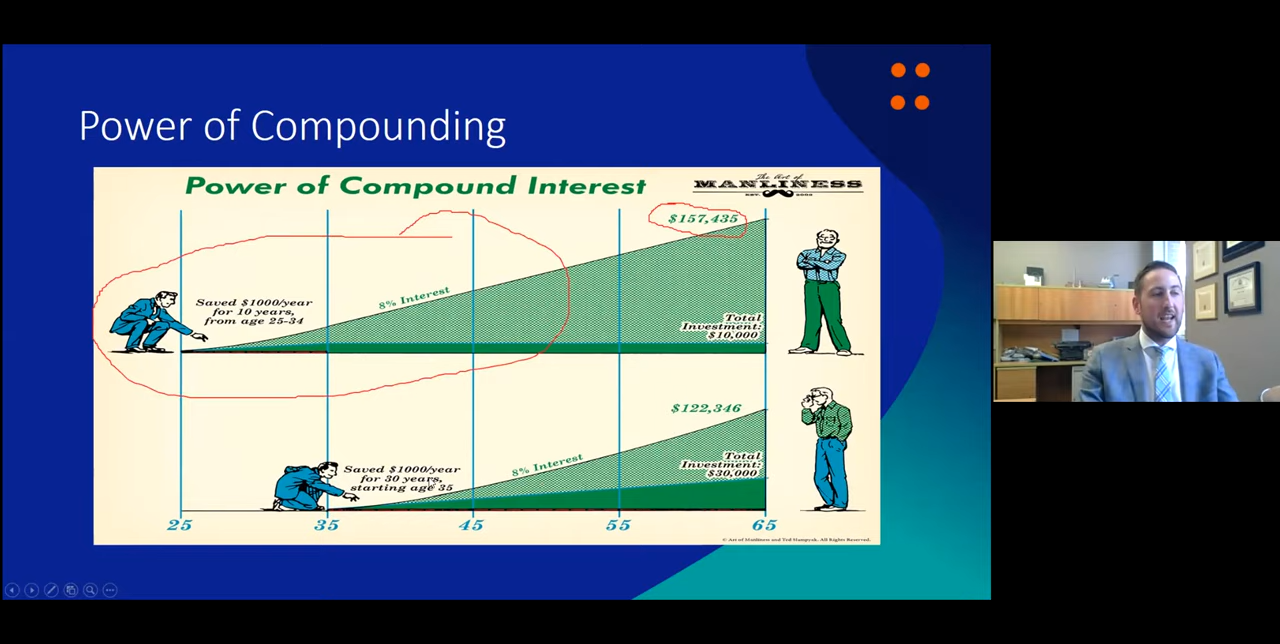 Power of Compounding
Power of Compound Interest
The Art of
MANLINESS
EST. 2008
$157,435
8% Interest
Saved $1000/year
for 10 years,
from age 25-34
Total
Investment:
$10,000
$122,346
8% Interest
Saved $1000/year
for 30 years,
starting age 35
Total
Investment:
$30,000
25 35 45 55 65
© Art of Manliness and Ted Slampyak. All Rights Reserved.